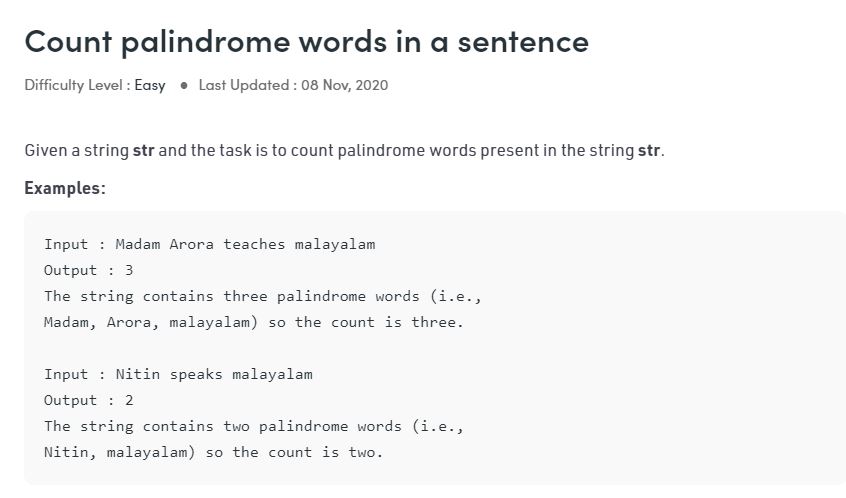 Count palindrome words in a sentence
Difficulty Level : Easy ● Last Updated : 08 Nov, 2020
Given a string str and the task is to count palindrome words present in the string str.
Examples:
Input : Madam Arora teaches malayalam
Output : 3
The string contains three palindrome words (i.e.,
Madam, Arora, malayalam) so the count is three.
Input : Nitin speaks malayalam
Output : 2
The string contains two palindrome words (i.e.,
Nitin, malayalam) so the count is two.